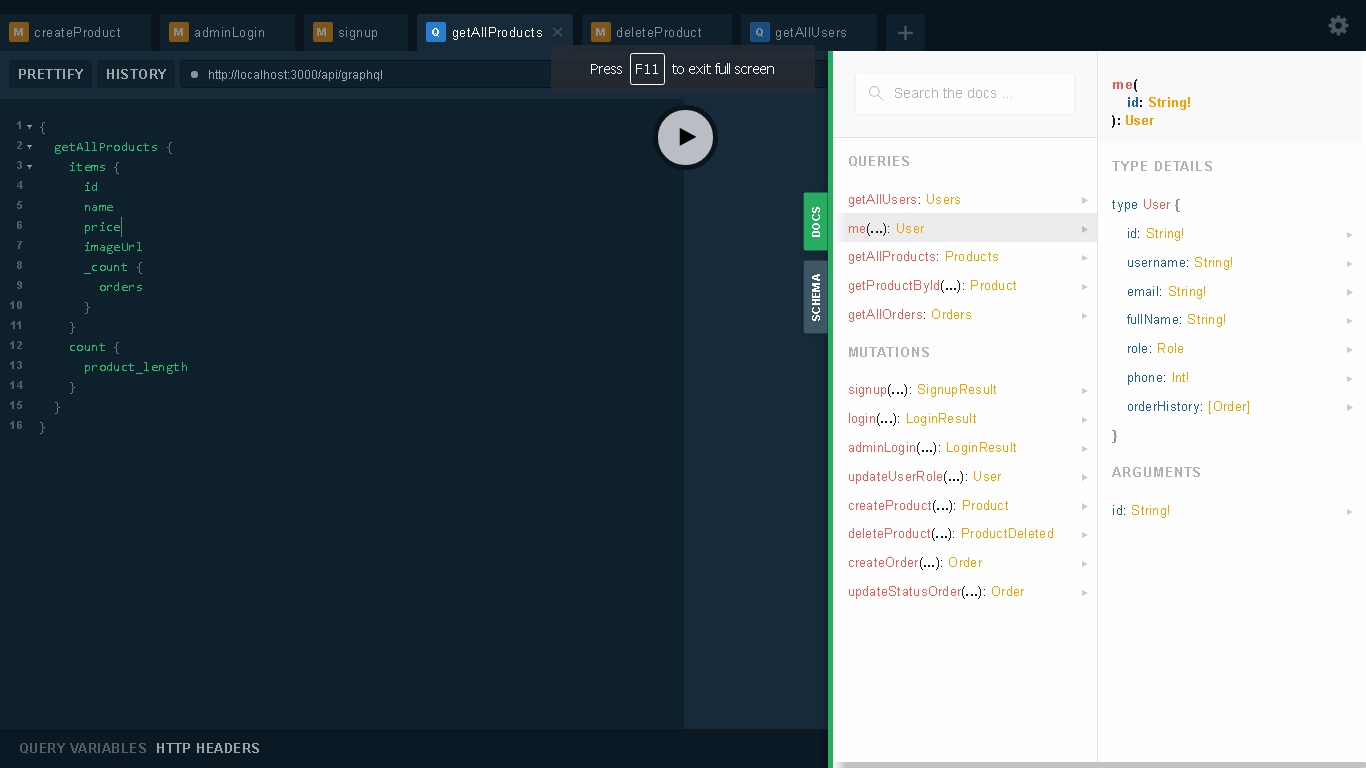 M createProduct
M adminLogin
M signup
Q getAllProducts ×
M deleteProduct
Q getAllUsers
+
PRETTIFY
HISTORY
http://localhost:3000/api/graphql
Press F11 to exit full screen
1 {
2 getAllProducts {
3 items {
4 id
5 name
6 price
7 imageUrl
8 _count {
9 orders
10 }
11 }
12 count {
13 product_length
14 }
15 }
16 }
QUERY VARIABLES
HTTP HEADERS
DOCS
SCHEMA
Search the docs ...
QUERIES
getAllUsers: Users
me(...): User
getAllProducts: Products
getProductById(...): Product
getAllOrders: Orders
MUTATIONS
signup(...): SignupResult
login(...): LoginResult
adminLogin(...): LoginResult
updateUserRole(...): User
createProduct(...): Product
deleteProduct(...): ProductDeleted
createOrder(...): Order
updateStatusOrder(...): Order
me(
id: String!
): User
TYPE DETAILS
type User {
id: String!
username: String!
email: String!
fullName: String!
role: Role
phone: Int!
orderHistory: [Order]
}
ARGUMENTS
id: String!